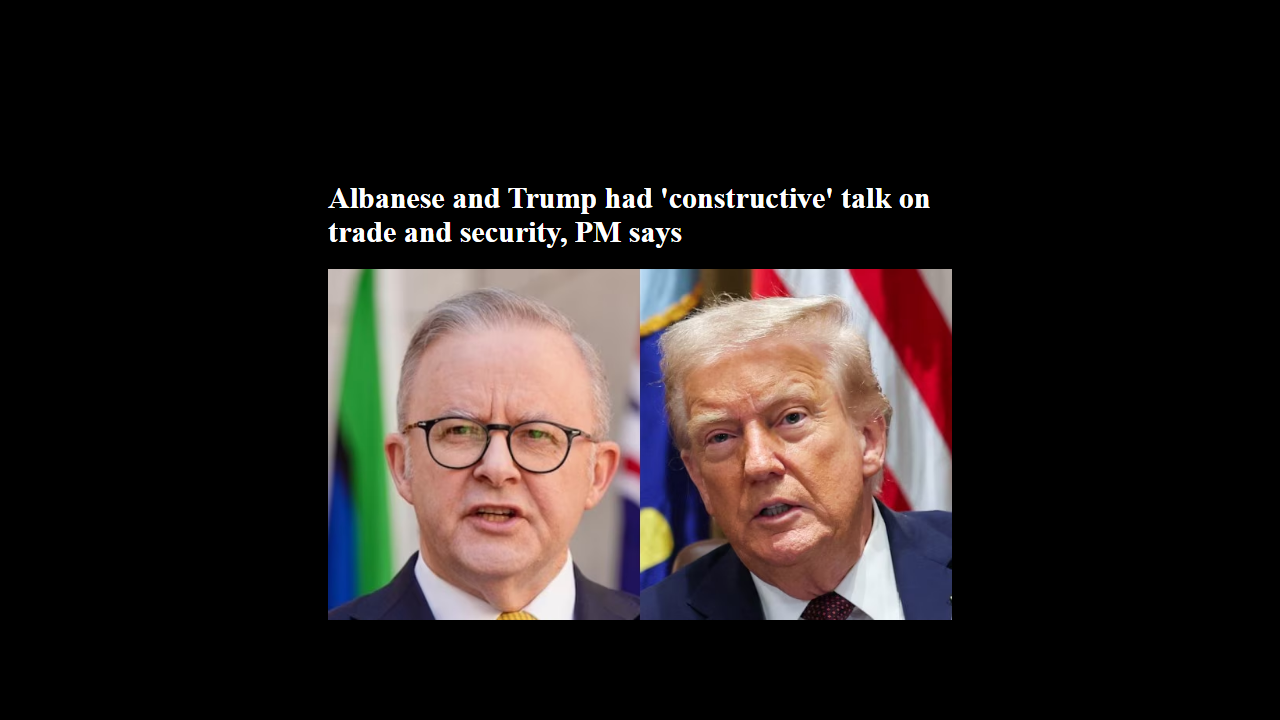 Albanese and Trump had 'constructive' talk on
trade and security, PM says